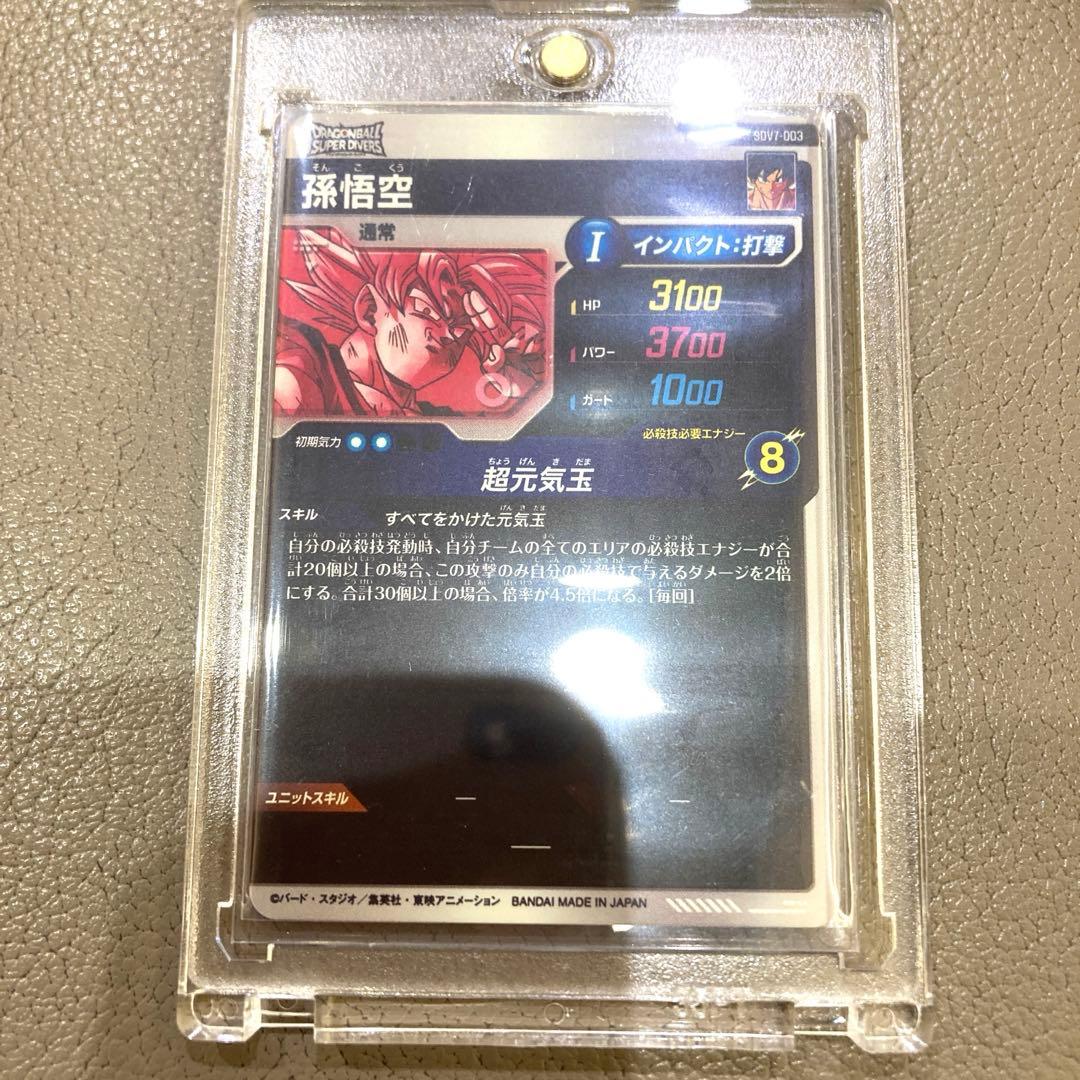 DRAGONBALL
SUPER DIVERS
SDV7-003
そん ご くう
孫悟空
通常
I インパクト:打撃
HP 3100
パワー 3700
ガード 1000
初期気力
必殺技必要エナジー
8
ちょう げん き だま
超元気玉
スキル すべてをかけた元気玉
自分の必殺技発動時、自分チームの全てのエリアの必殺技エナジーが合
計20個以上の場合、この攻撃のみ自分の必殺技で与えるダメージを2倍
にする。合計30個以上の場合、倍率が4.5倍になる。[毎回]
ユニットスキル — —
—
©バード・スタジオ/集英社・東映アニメーション BANDAI MADE IN JAPAN